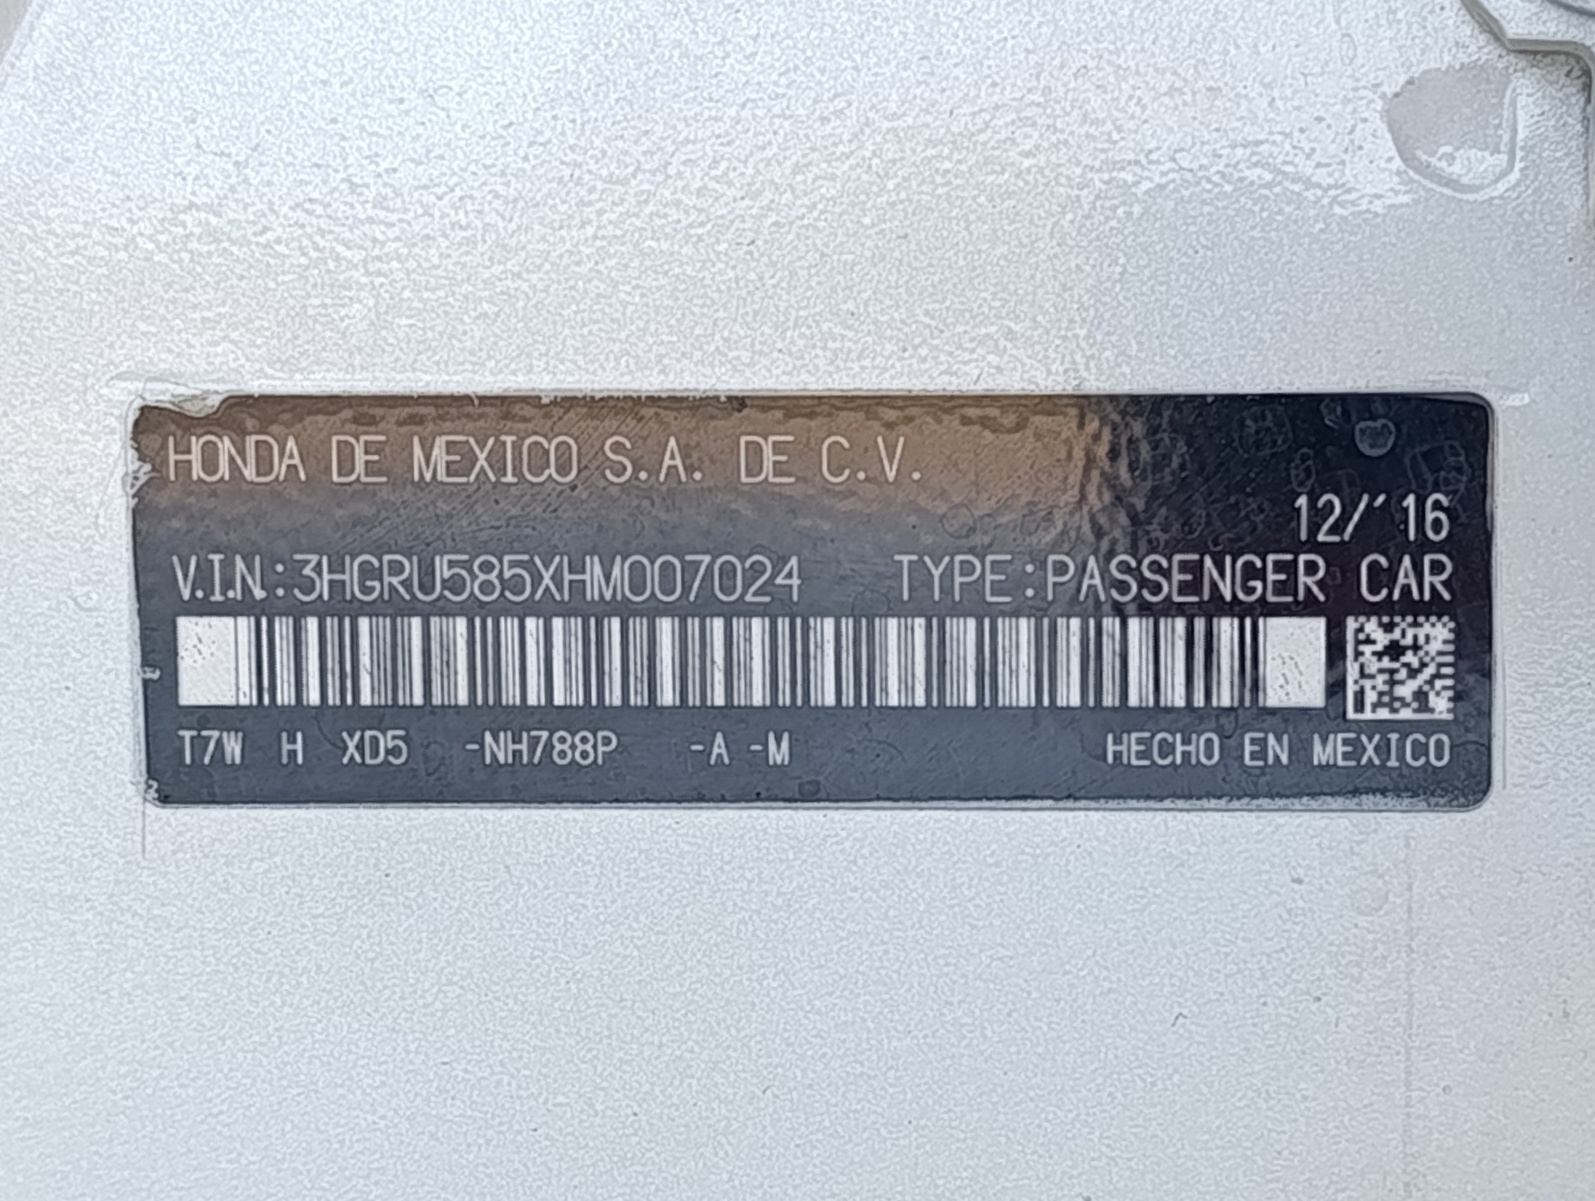 HONDA DE MEXICO S.A. DE C.V.
12/'16
V.I.N.:3HGRU585XHM007024 TYPE:PASSENGER CAR
T7W H XD5 -NH788P -A -M HECHO EN MEXICO